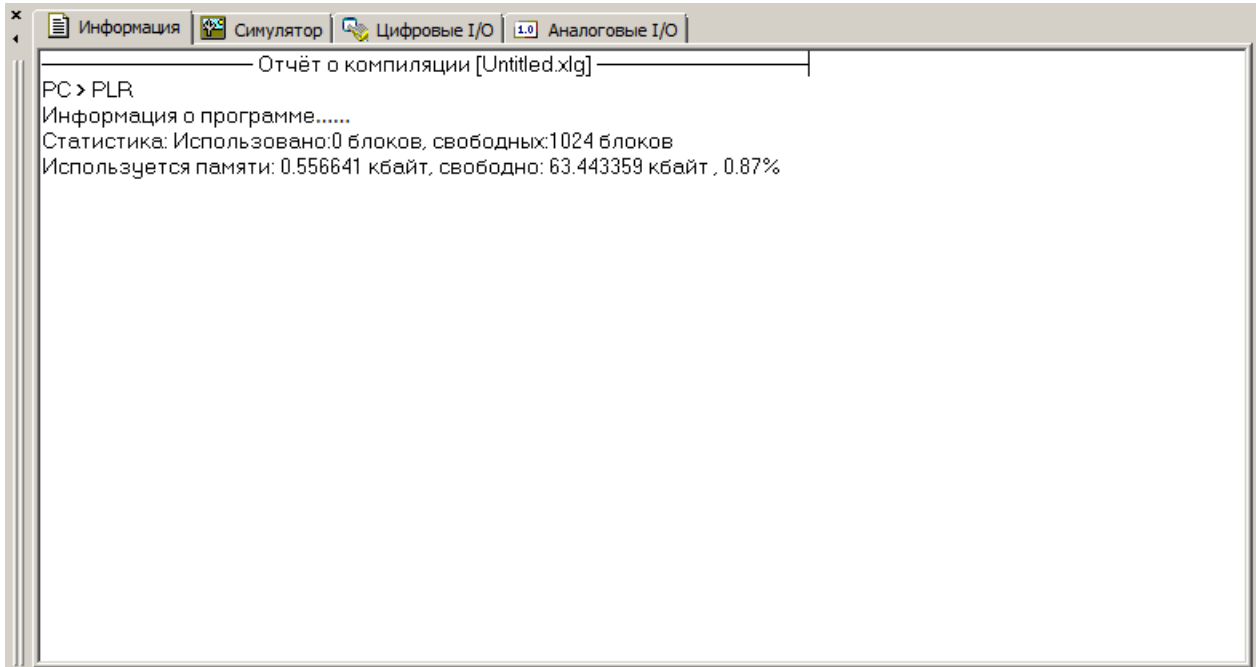 Информация Симулятор Цифровые I/O 1.0 Аналоговые I/O
Отчёт о компиляции [Untitled.xlg]
PC > PLR
Информация о программе......
Статистика: Использовано:0 блоков, свободных:1024 блоков
Используется памяти: 0.556641 кбайт, свободно: 63.443359 кбайт , 0.87%